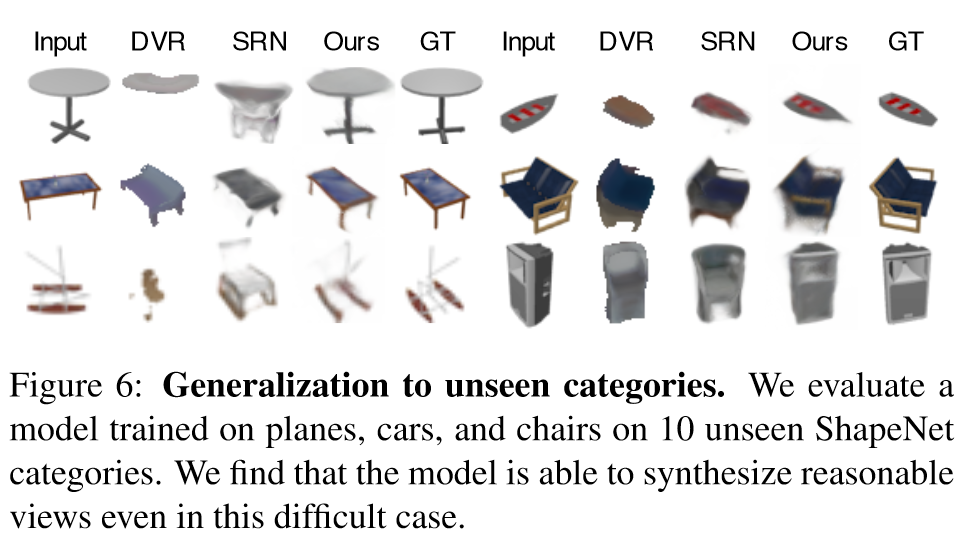 Input DVR SRN Ours GT Input DVR SRN Ours GT
Figure 6: Generalization to unseen categories. We evaluate a
model trained on planes, cars, and chairs on 10 unseen ShapeNet
categories. We find that the model is able to synthesize reasonable
views even in this difficult case.